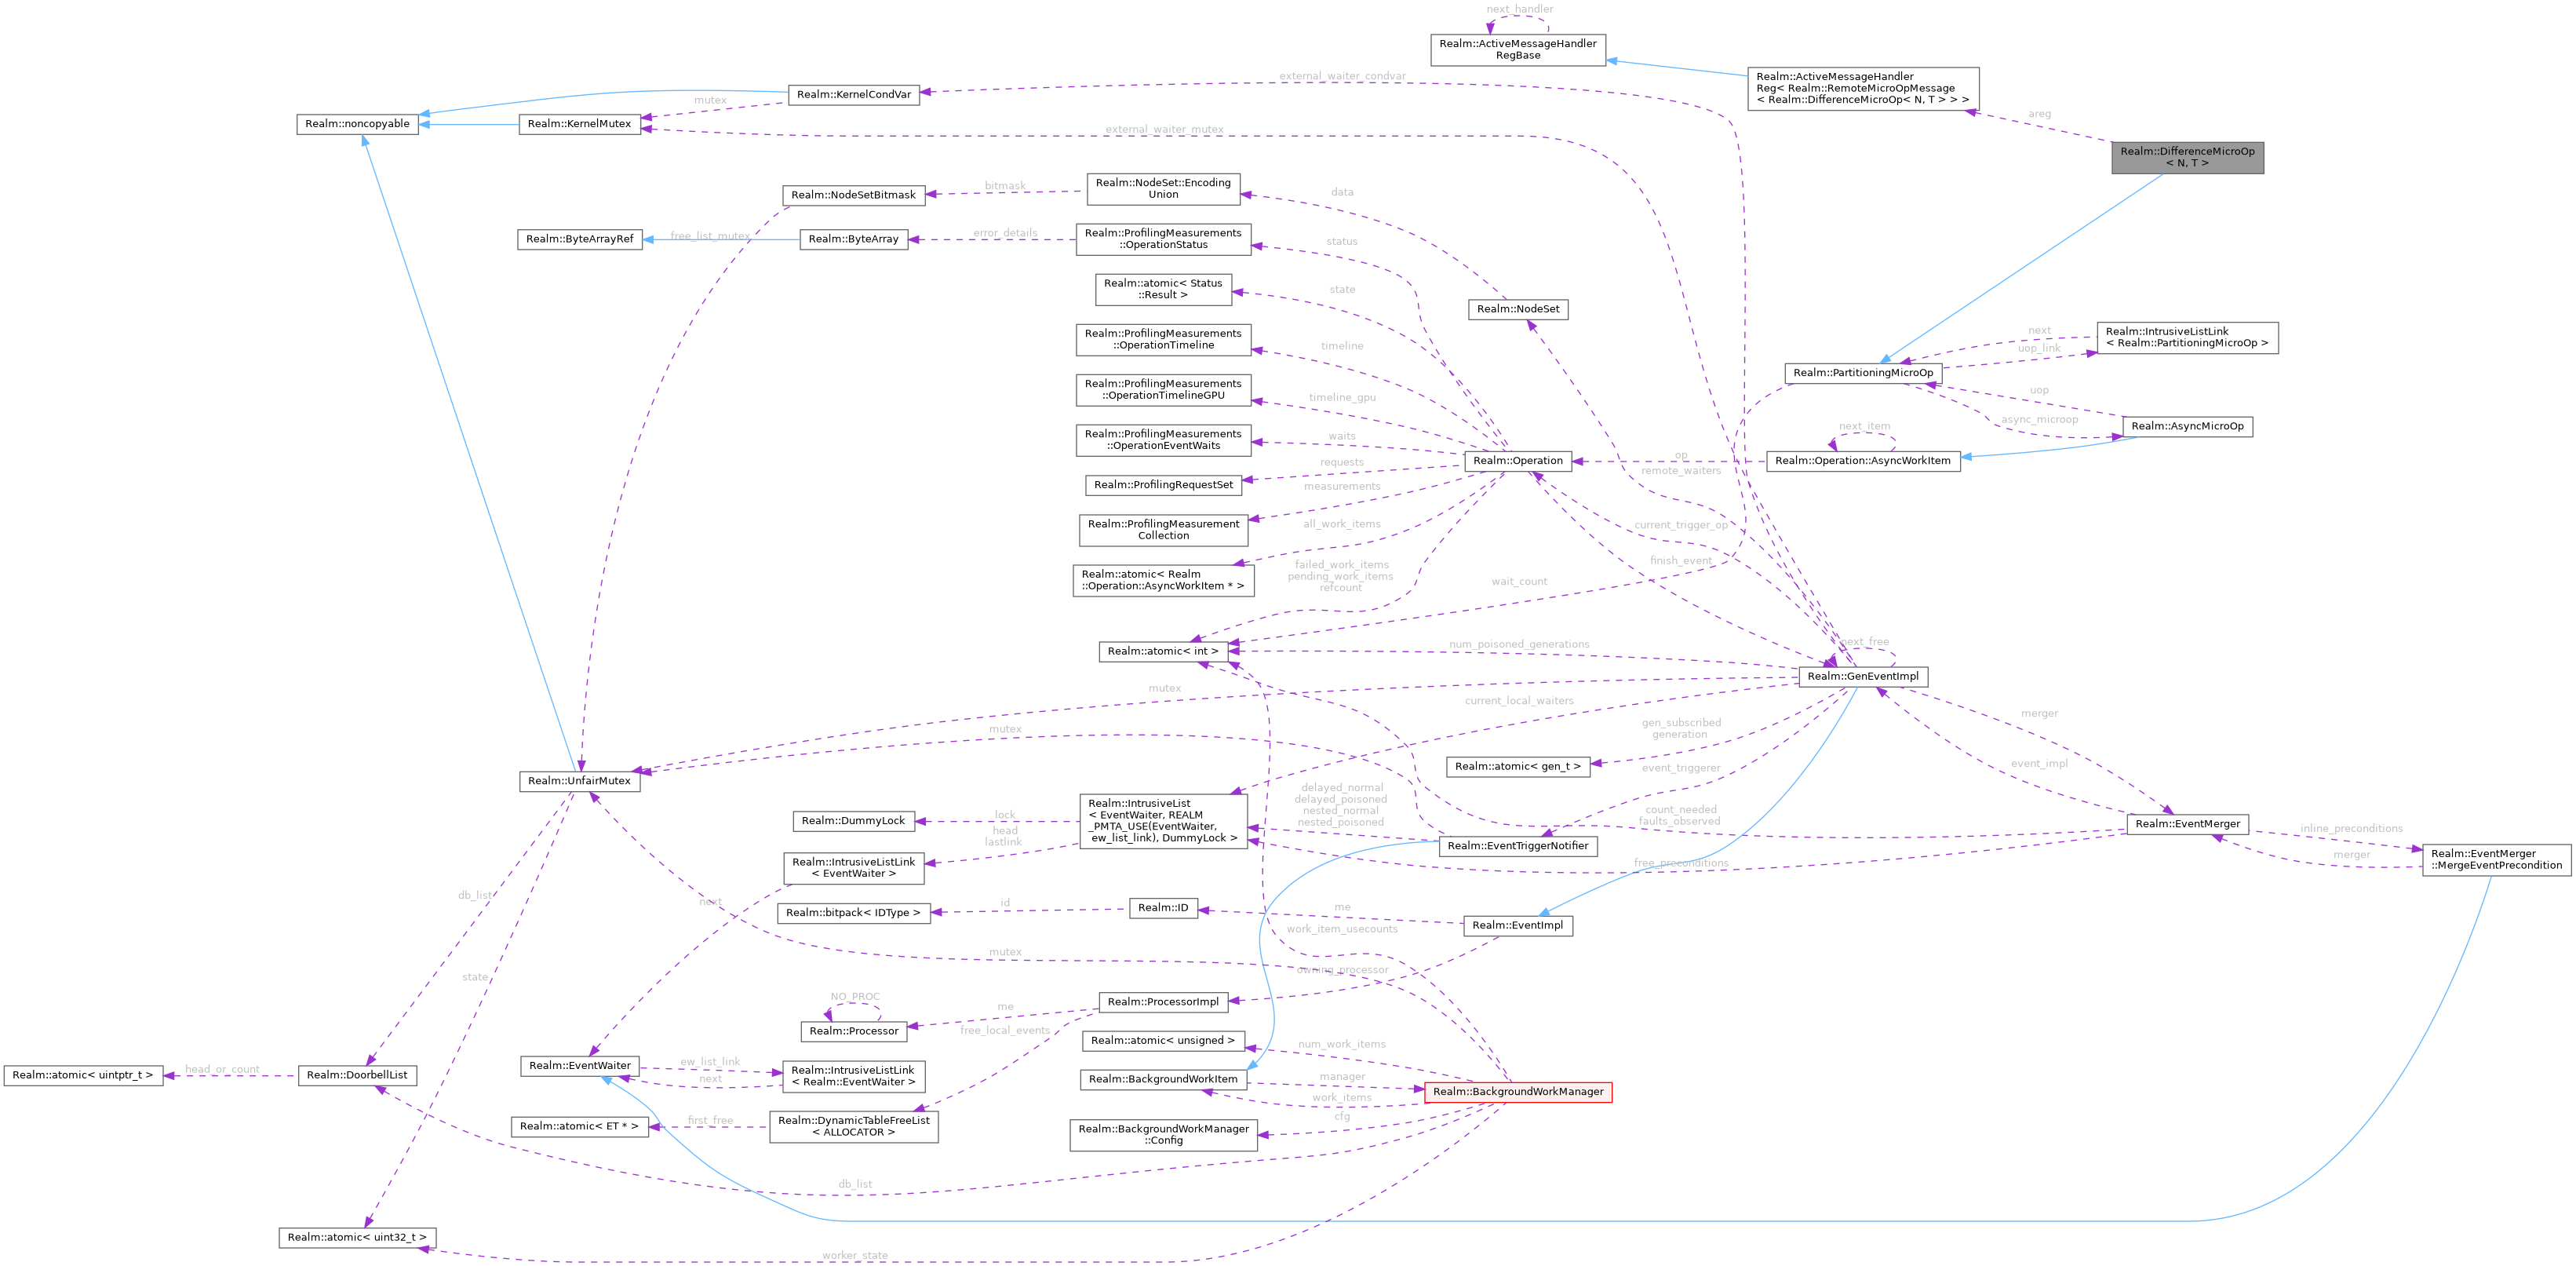 next_handler
Realm::ActiveMessageHandler
RegBase
external_waiter_condvar
Realm::ActiveMessageHandler
Reg< Realm::RemoteMicroOpMessage
< Realm::DifferenceMicroOp< N, T > > >
Realm::KernelCondVar
mutex
areg
Realm::noncopyable
Realm::KernelMutex
external_waiter_mutex
Realm::DifferenceMicroOp
< N, T >
Realm::NodeSetBitmask
bitmask
Realm::NodeSet::Encoding
Union
data
Realm::ByteArrayRef
free_list_mutex
Realm::ByteArray
error_details
Realm::ProfilingMeasurements
::OperationStatus
status
Realm::atomic< Status
::Result >
state
Realm::NodeSet
Realm::ProfilingMeasurements
::OperationTimeline
timeline
next
uop_link
Realm::IntrusiveListLink
< Realm::PartitioningMicroOp >
Realm::PartitioningMicroOp
Realm::ProfilingMeasurements
::OperationTimelineGPU
timeline_gpu
uop
async_microop
Realm::AsyncMicroOp
Realm::ProfilingMeasurements
::OperationEventWaits
waits
next_item
Realm::Operation
op
remote_waiters
Realm::Operation::AsyncWorkItem
requests
Realm::ProfilingRequestSet
measurements
Realm::ProfilingMeasurement
Collection
all_work_items
current_trigger_op
Realm::atomic< Realm
::Operation::AsyncWorkItem * >
failed_work_items
pending_work_items
refcount
wait_count
finish_event
Realm::atomic< int >
num_poisoned_generations
next_free
Realm::GenEventImpl
mutex
current_local_waiters
mutex
gen_subscribed
generation
merger
Realm::UnfairMutex
Realm::atomic< gen_t >
event_triggerer
event_impl
Realm::DummyLock
lock
head
lastlink
Realm::IntrusiveList
< EventWaiter, REALM
_PMTA_USE(EventWaiter,
ew_list_link), DummyLock >
delayed_normal
delayed_poisoned
nested_normal
nested_poisoned
count_needed
faults_observed
Realm::EventMerger
inline_preconditions
Realm::EventTriggerNotifier
free_preconditions
merger
Realm::EventMerger
::MergeEventPrecondition
Realm::IntrusiveListLink
< EventWaiter >
db_list
next
Realm::bitpack< IDType >
id
Realm::ID
me
Realm::EventImpl
work_item_usecounts
mutex
state
owning_processor
NO_PROC
Realm::Processor
me
free_local_events
Realm::ProcessorImpl
Realm::atomic< unsigned >
num_work_items
Realm::atomic< uintptr_t >
head_or_count
Realm::DoorbellList
Realm::EventWaiter
ew_list_link
next
Realm::IntrusiveListLink
< Realm::EventWaiter >
Realm::BackgroundWorkItem
manager
work_items
Realm::BackgroundWorkManager
Realm::atomic< ET * >
first_free
Realm::DynamicTableFreeList
< ALLOCATOR >
Realm::BackgroundWorkManager
::Config
cfg
db_list
Realm::atomic< uint32_t >
worker_state